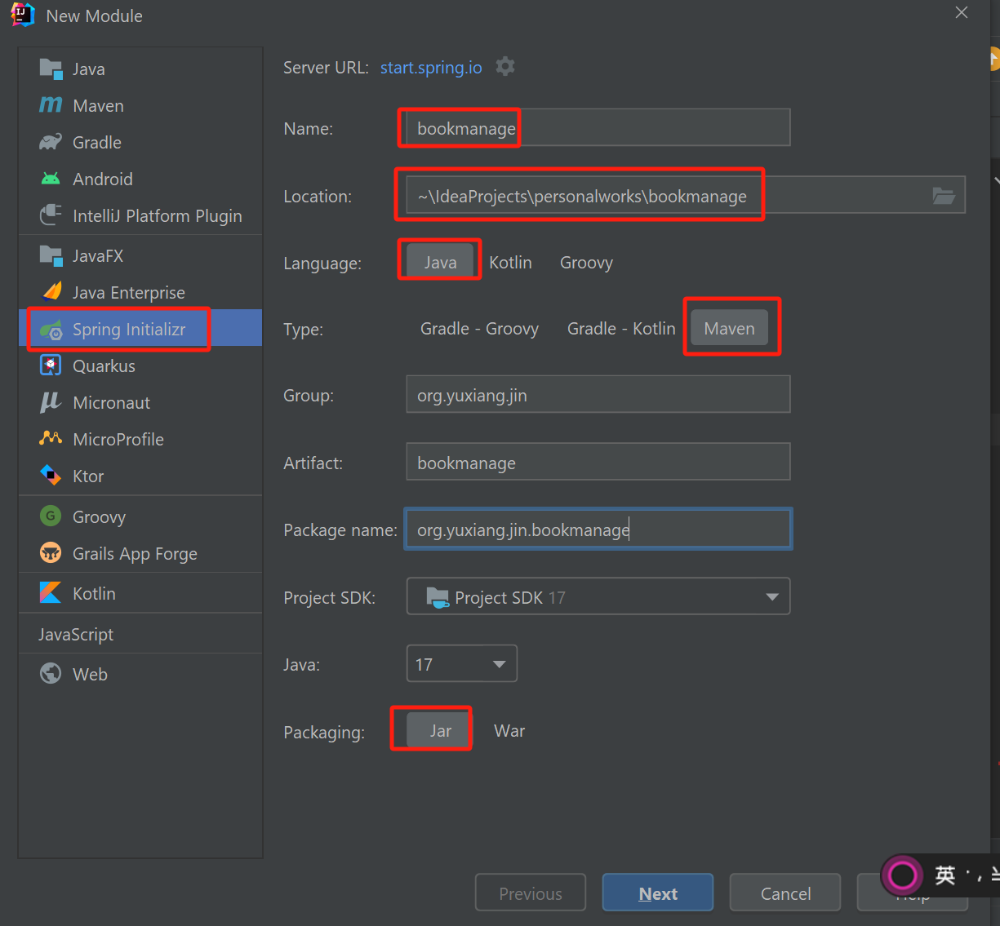 New Module
Java
Maven
Gradle
Android
IntelliJ Platform Plugin
JavaFX
Java Enterprise
Spring Initializr
Quarkus
Micronaut
MicroProfile
Ktor
Groovy
Grails App Forge
Kotlin
JavaScript
Web
Server URL: start.spring.io
Name: bookmanage
Location: ~\IdeaProjects\personalworks\bookmanage
Language: Java Kotlin Groovy
Type: Gradle - Groovy Gradle - Kotlin Maven
Group: org.yuxiang.jin
Artifact: bookmanage
Package name: org.yuxiang.jin.bookmanage
Project SDK: Project SDK 17
Java: 17
Packaging: Jar War
Previous Next Cancel Help
英